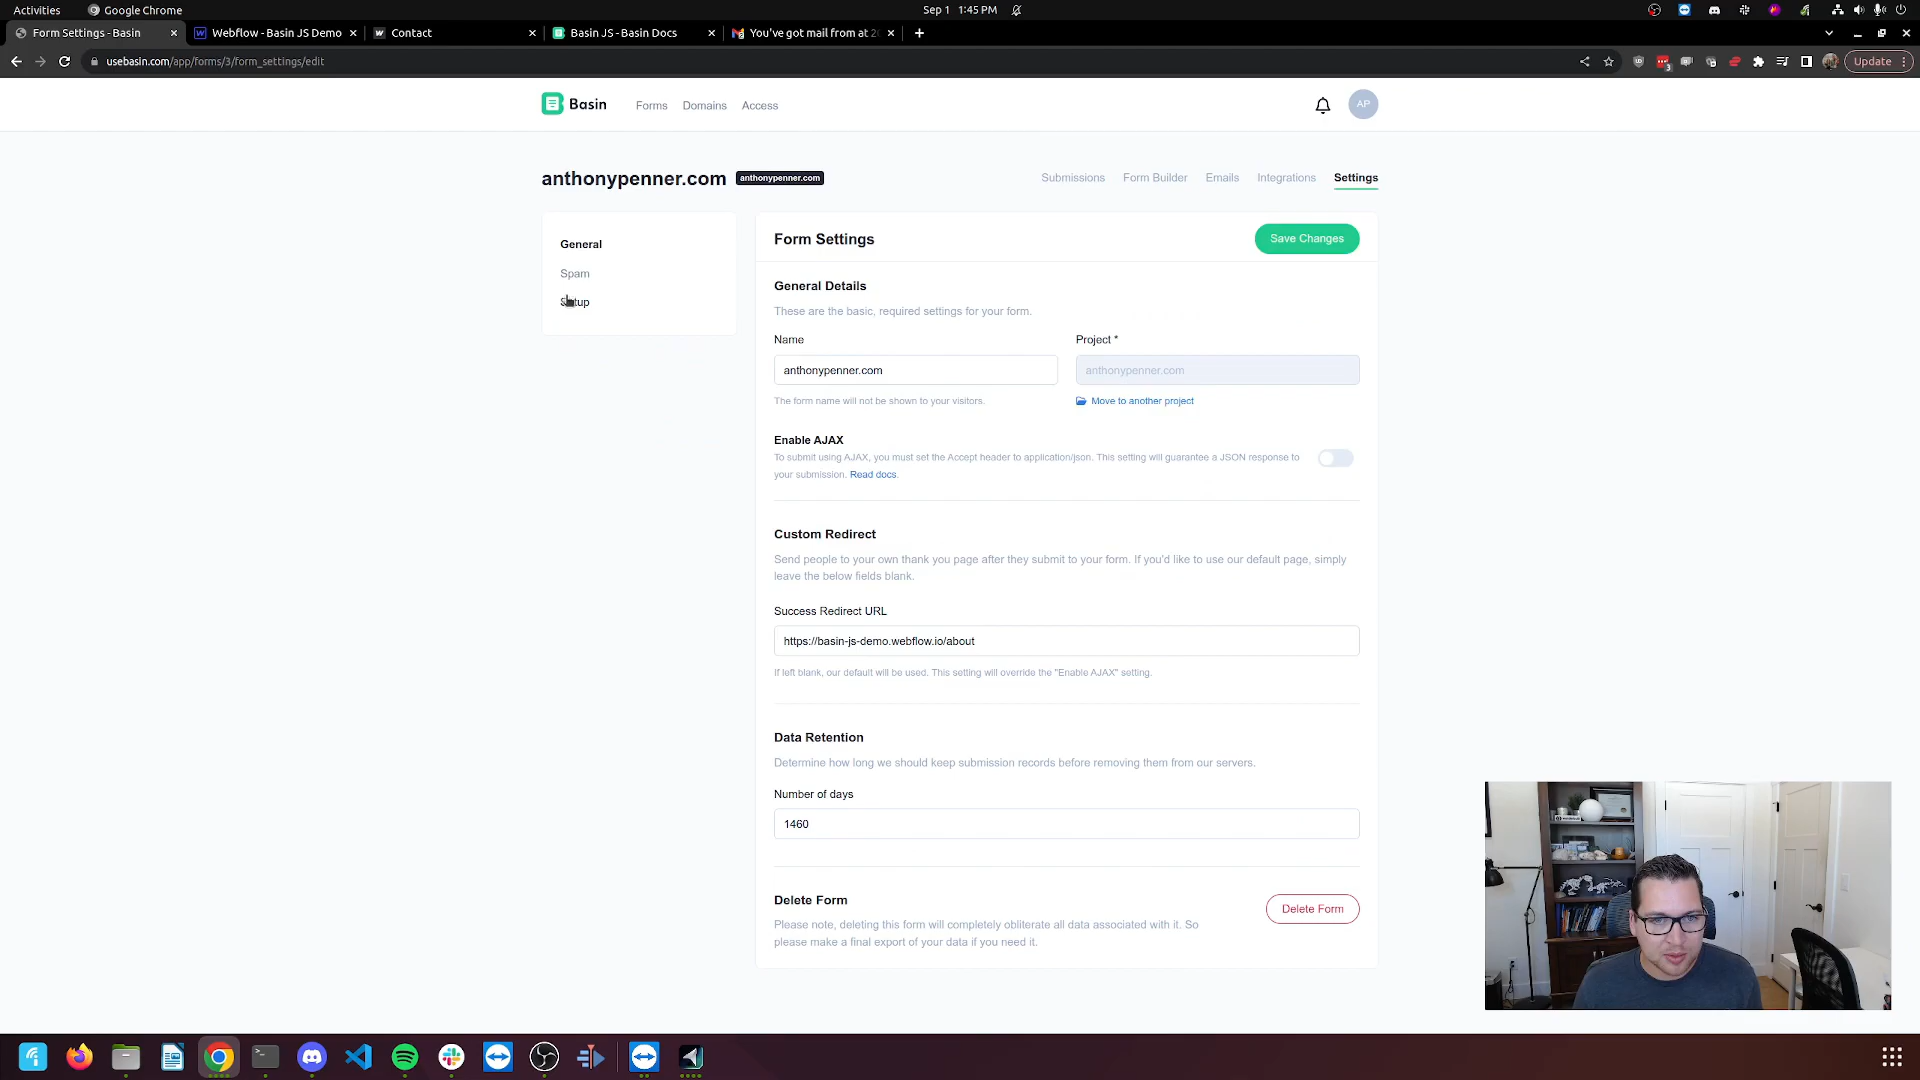 Activities
Google Chrome
Sep 1 1:45 PM
Form Settings - Basin
Webflow - Basin JS Demo
Contact
Basin JS - Basin Docs
You've got mail from at 20
usebasin.com/app/forms/3/form_settings/edit
3
Update
Basin
Forms
Domains
Access
AP
anthonypenner.com
anthonypenner.com
Submissions
Form Builder
Emails
Integrations
Settings
General
Spam
Setup
Form Settings
Save Changes
General Details
These are the basic, required settings for your form.
Name
Project *
anthonypenner.com
anthonypenner.com
The form name will not be shown to your visitors.
Move to another project
Enable AJAX
To submit using AJAX, you must set the Accept header to application/json. This setting will guarantee a JSON response to
your submission. Read docs.
Custom Redirect
Send people to your own thank you page after they submit to your form. If you'd like to use our default page, simply
leave the below fields blank.
Success Redirect URL
https://basin-js-demo.webflow.io/about
If left blank, our default will be used. This setting will override the "Enable AJAX" setting.
Data Retention
Determine how long we should keep submission records before removing them from our servers.
Number of days
1460
Delete Form
Delete Form
Please note, deleting this form will completely obliterate all data associated with it. So
please make a final export of your data if you need it.